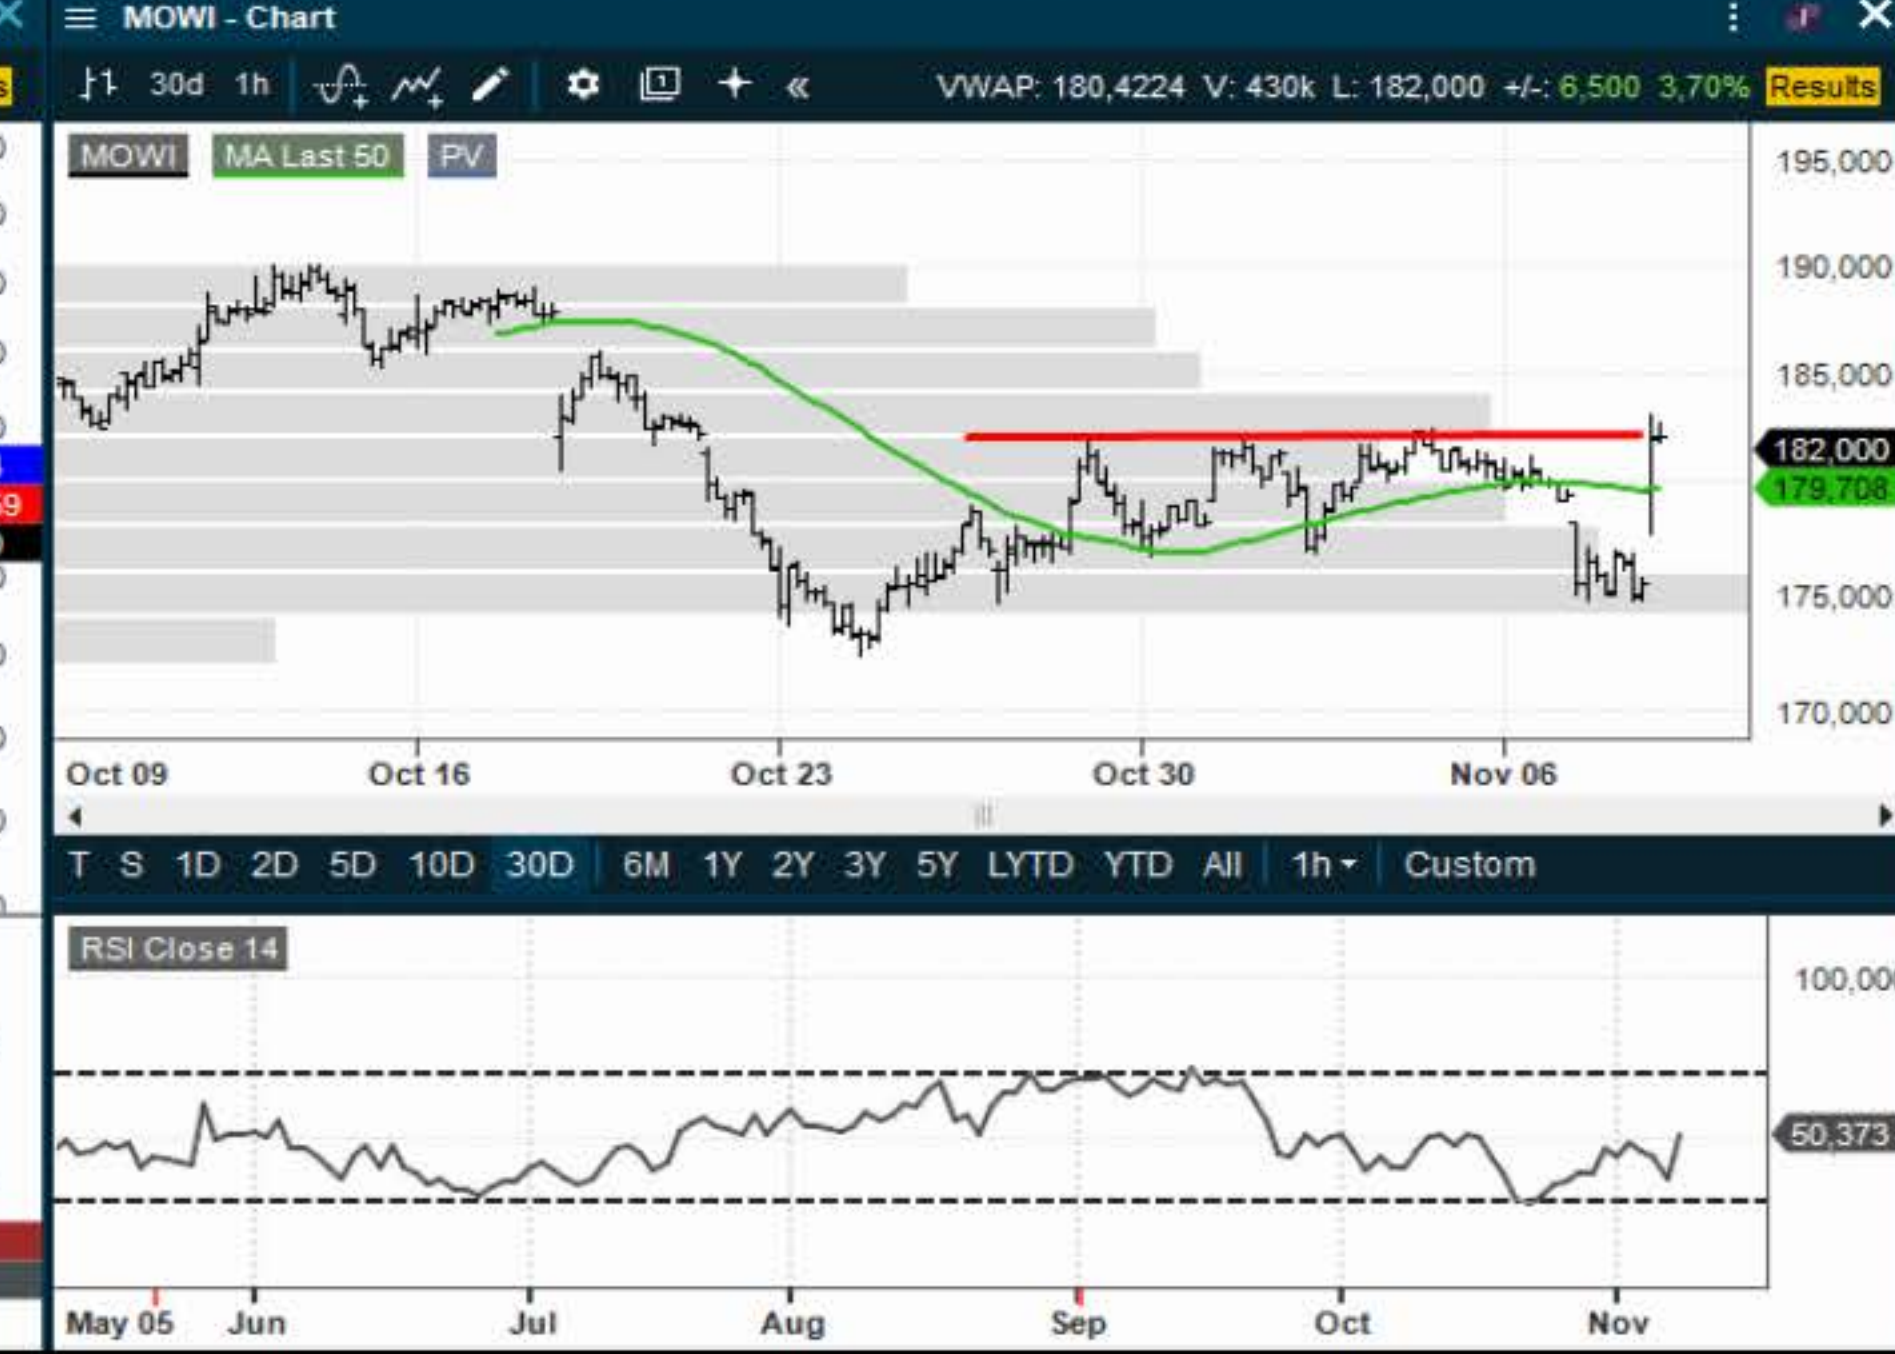 MOWI - Chart
30d 1h VWAP: 180,4224 V: 430k L: 182,000 +/-: 6,500 3,70% Results
MOWI MA Last 50 PV
195,000
190,000
185,000
182,000
179,708
175,000
170,000
Oct 09 Oct 16 Oct 23 Oct 30 Nov 06
T S 1D 2D 5D 10D 30D 6M 1Y 2Y 3Y 5Y LYTD YTD All 1h Custom
RSI Close 14
100,00
50,373
May 05 Jun Jul Aug Sep Oct Nov